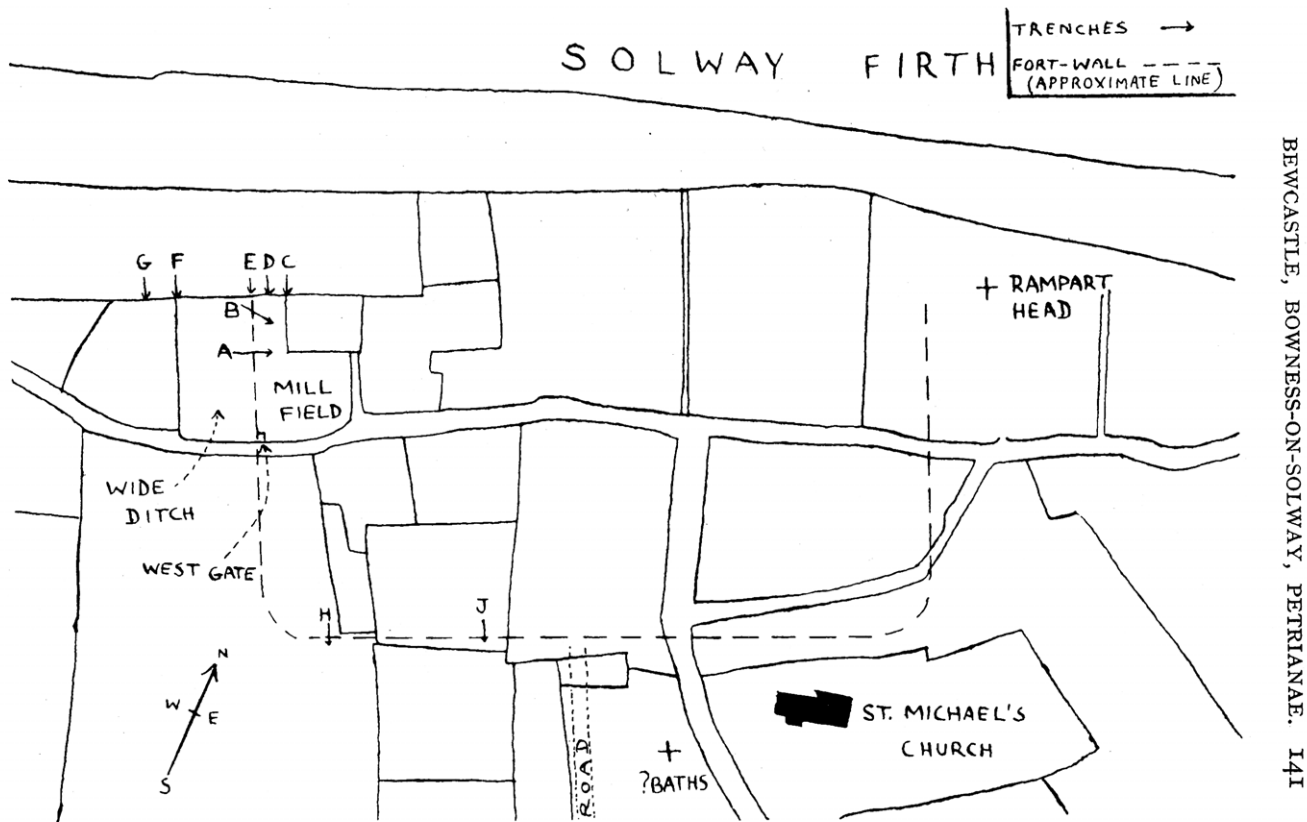 SOLWAY FIRTH
TRENCHES
FORT-WALL
(APPROXIMATE LINE)
G F E D C
B
A
MILL
FIELD
+ RAMPART
HEAD
WIDE
DITCH
WEST GATE
H
J
N
W
E
S
ROAD
+
?BATHS
ST. MICHAEL'S
CHURCH
BEWCASTLE, BOWNESS-ON-SOLWAY, PETRIANAE. 141